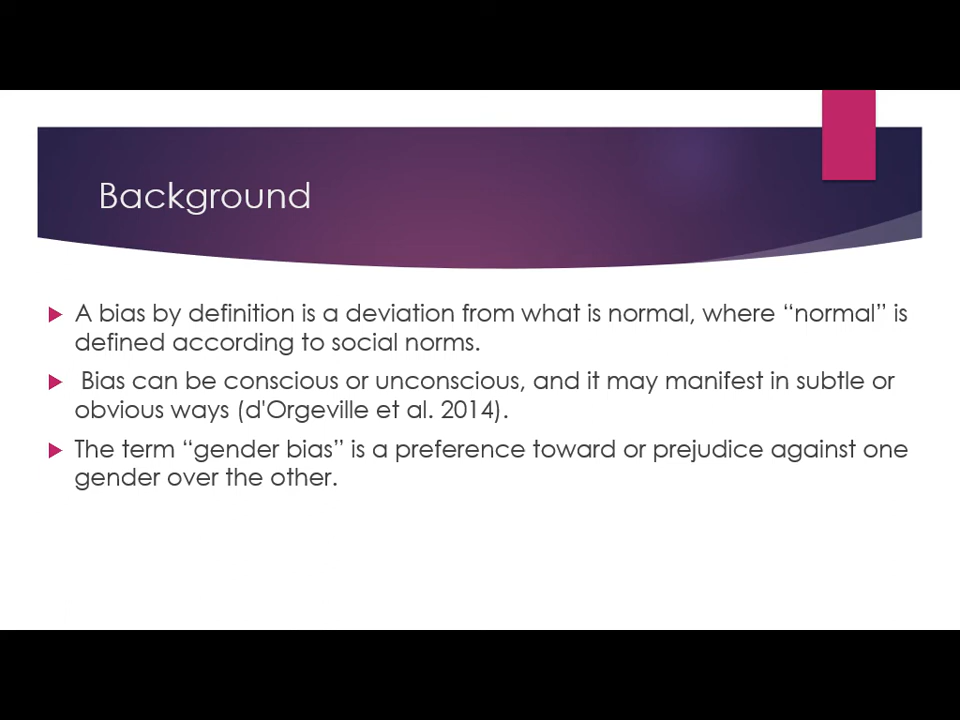 Background
A bias by definition is a deviation from what is normal, where “normal” is
defined according to social norms.
Bias can be conscious or unconscious, and it may manifest in subtle or
obvious ways (d'Orgeville et al. 2014).
The term “gender bias” is a preference toward or prejudice against one
gender over the other.